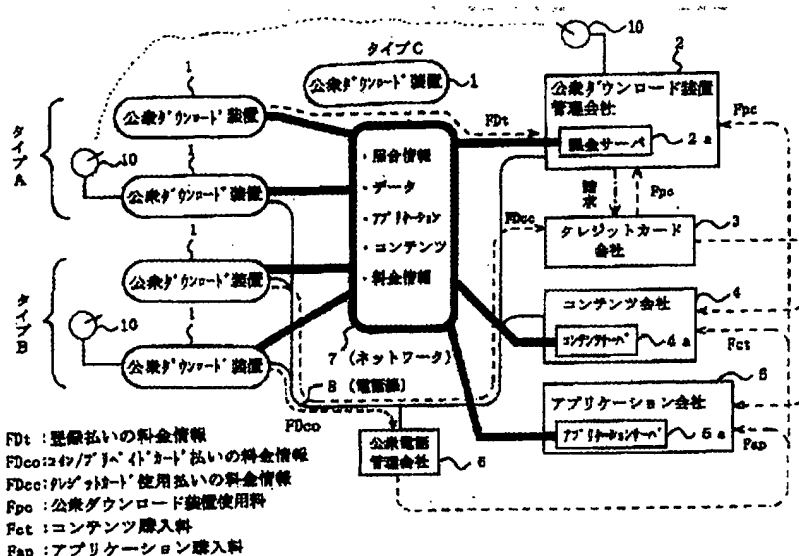 タイプC
公衆ダウンロード装置
1
タイプA
1
公衆ダウンロード装置
10
1
公衆ダウンロード装置
タイプB
1
公衆ダウンロード装置
10
1
公衆ダウンロード装置
・照合情報
・データ
・アプリケーション
・コンテンツ
・料金情報
7 (ネットワーク)
8 (電話線)
FDt
FDcc
FDco
10
2
公衆ダウンロード装置
管理会社
課金サーバ
2a
Fpc
請求
Fpc
3
クレジットカード
会社
4
コンテンツ会社
コンテンツサーバ
4a
Fct
5
アプリケーション会社
アプリケーションサーバ
5a
Fap
公衆電話
管理会社
6
FDt :登録払いの料金情報
FDco:コイン/プリペイドカード払いの料金情報
FDcc:クレジットカード使用払いの料金情報
Fpc :公衆ダウンロード装置使用料
Fct :コンテンツ購入料
Fap :アプリケーション購入料